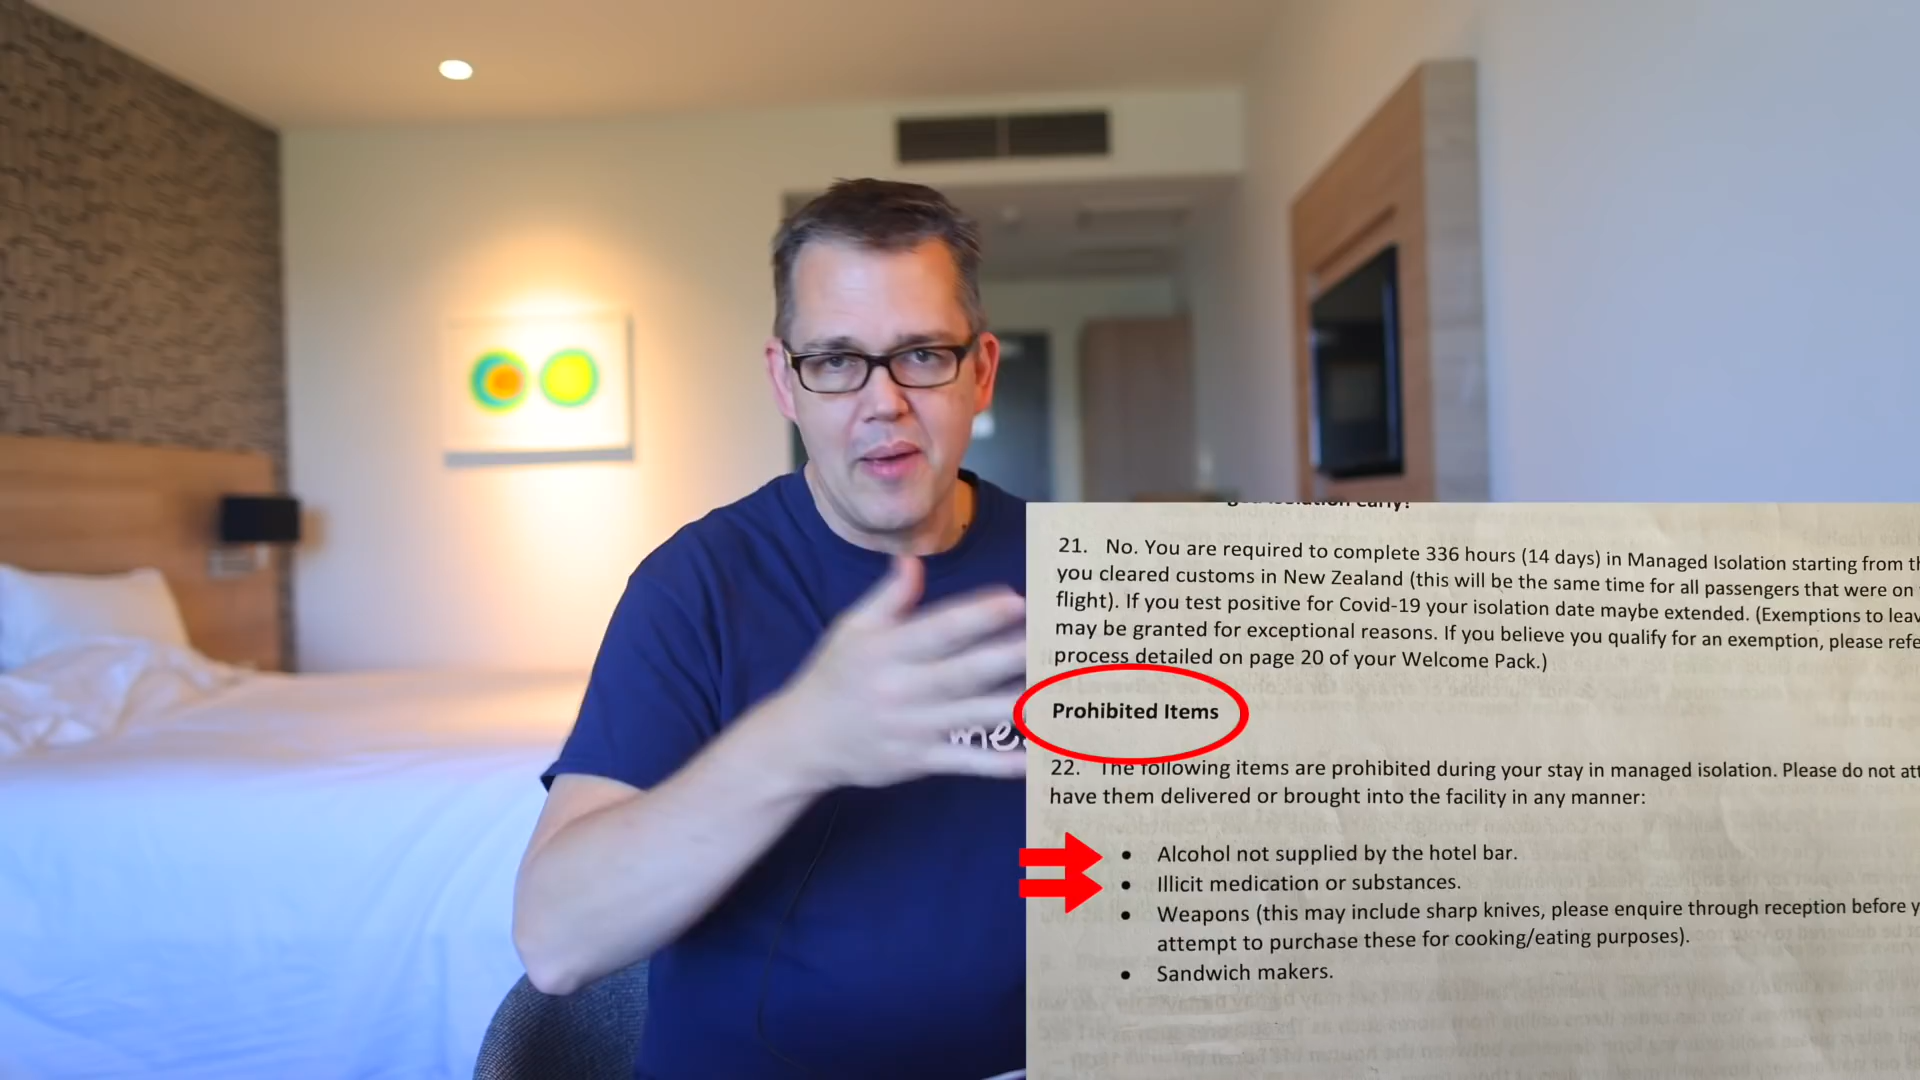 21. No. You are required to complete 336 hours (14 days) in Managed Isolation starting from
you cleared customs in New Zealand (this will be the same time for all passengers that were on
flight). If you test positive for Covid-19 your isolation date maybe extended. (Exemptions to
may be granted for exceptional reasons. If you believe you qualify for an exemption, please
process detailed on page 20 of your Welcome Pack.)
Prohibited Items
22. The following items are prohibited during your stay in managed isolation. Please do not
have them delivered or brought into the facility in any manner:
• Alcohol not supplied by the hotel bar.
• Illicit medication or substances.
• Weapons (this may include sharp knives, please enquire through reception before
attempt to purchase these for cooking/eating purposes).
• Sandwich makers.
me